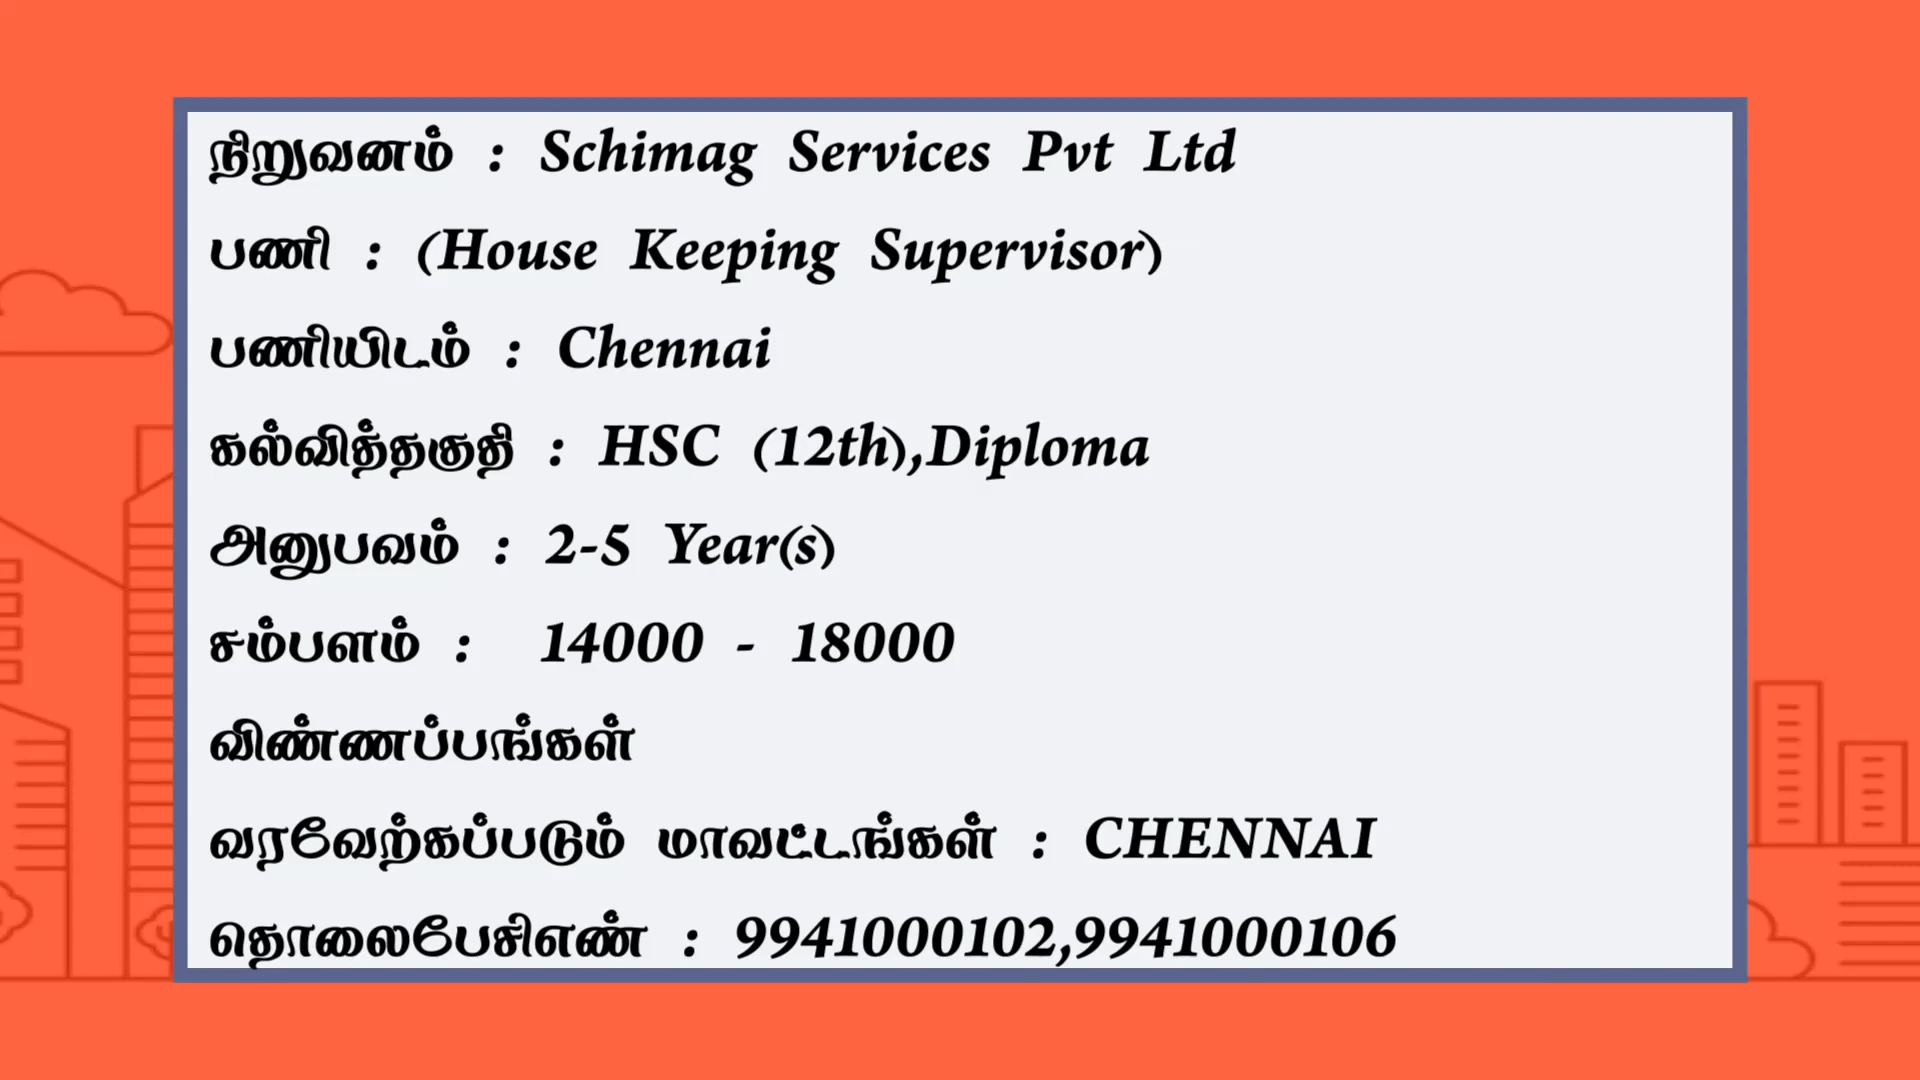 நிறுவனம் : Schimag Services Pvt Ltd
பணி : (House Keeping Supervisor)
பணியிடம் : Chennai
கல்வித்தகுதி : HSC (12th),Diploma
அனுபவம் : 2-5 Year(s)
சம்பளம் : 14000 - 18000
விண்ணப்பங்கள்
வரவேற்கப்படும் மாவட்டங்கள் : CHENNAI
தொலைபேசிஎண் : 9941000102,9941000106